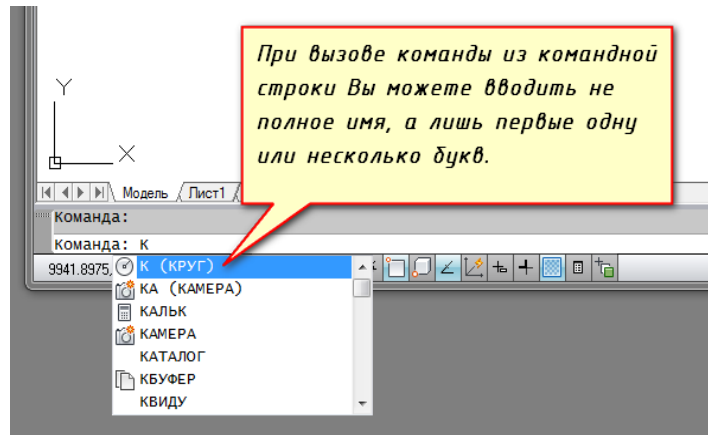 При вызове команды из командной
строки Вы можете вводить не
полное имя, а лишь первые одну
или несколько букв.
Y
X
Модель Лист1
Команда:
Команда: К
9941.8975,
К (КРУГ)
КА (КАМЕРА)
КАЛЬК
КАМЕРА
КАТАЛОГ
КБУФЕР
КВИДУ